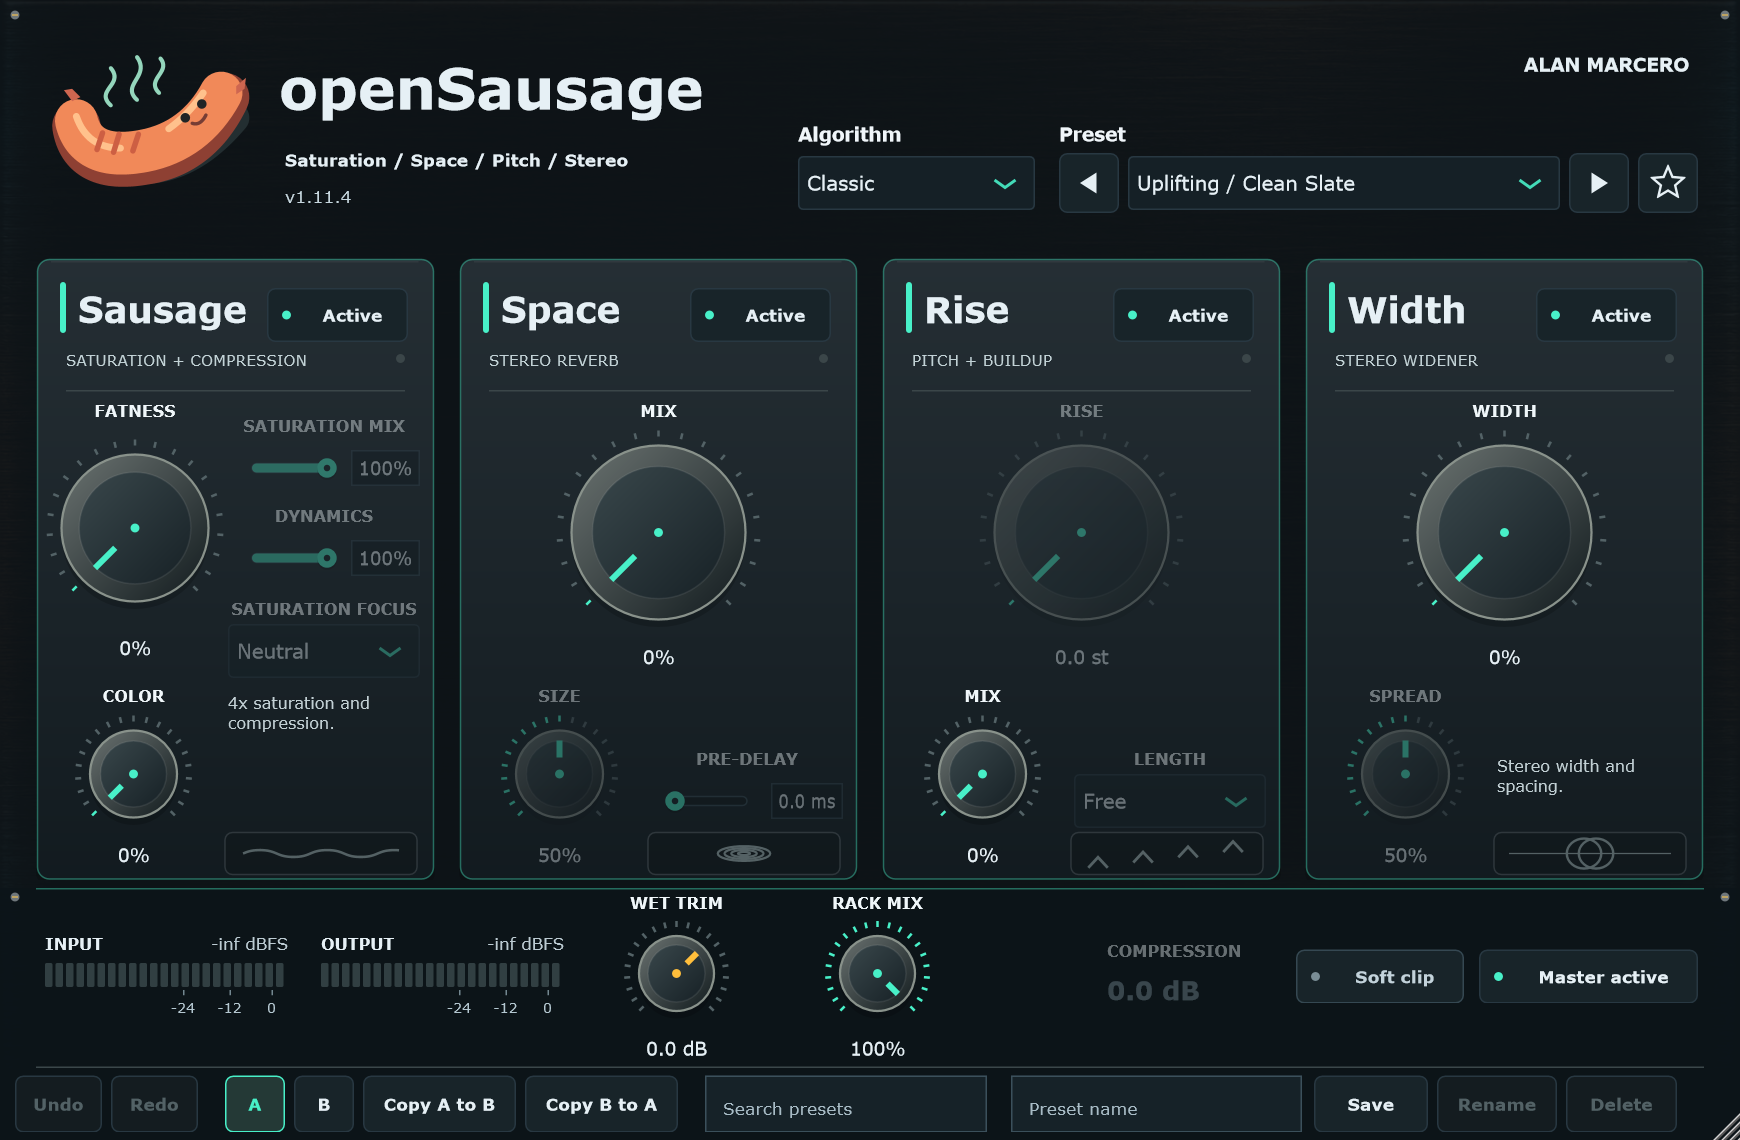 openSausage
Saturation / Space / Pitch / Stereo
v1.11.4
ALAN MARCERO
Algorithm
Classic
Preset
Uplifting / Clean Slate
Sausage
Active
SATURATION + COMPRESSION
FATNESS
0%
SATURATION MIX
100%
DYNAMICS
100%
SATURATION FOCUS
Neutral
4x saturation and
compression.
COLOR
0%
Space
Active
STEREO REVERB
MIX
0%
SIZE
50%
PRE-DELAY
0.0 ms
Rise
Active
PITCH + BUILDUP
RISE
0.0 st
MIX
0%
LENGTH
Free
Width
Active
STEREO WIDENER
WIDTH
0%
SPREAD
50%
Stereo width and
spacing.
INPUT
-inf dBFS
-24 -12 0
OUTPUT
-inf dBFS
-24 -12 0
WET TRIM
0.0 dB
RACK MIX
100%
COMPRESSION
0.0 dB
Soft clip
Master active
Undo
Redo
A
B
Copy A to B
Copy B to A
Search presets
Preset name
Save
Rename
Delete